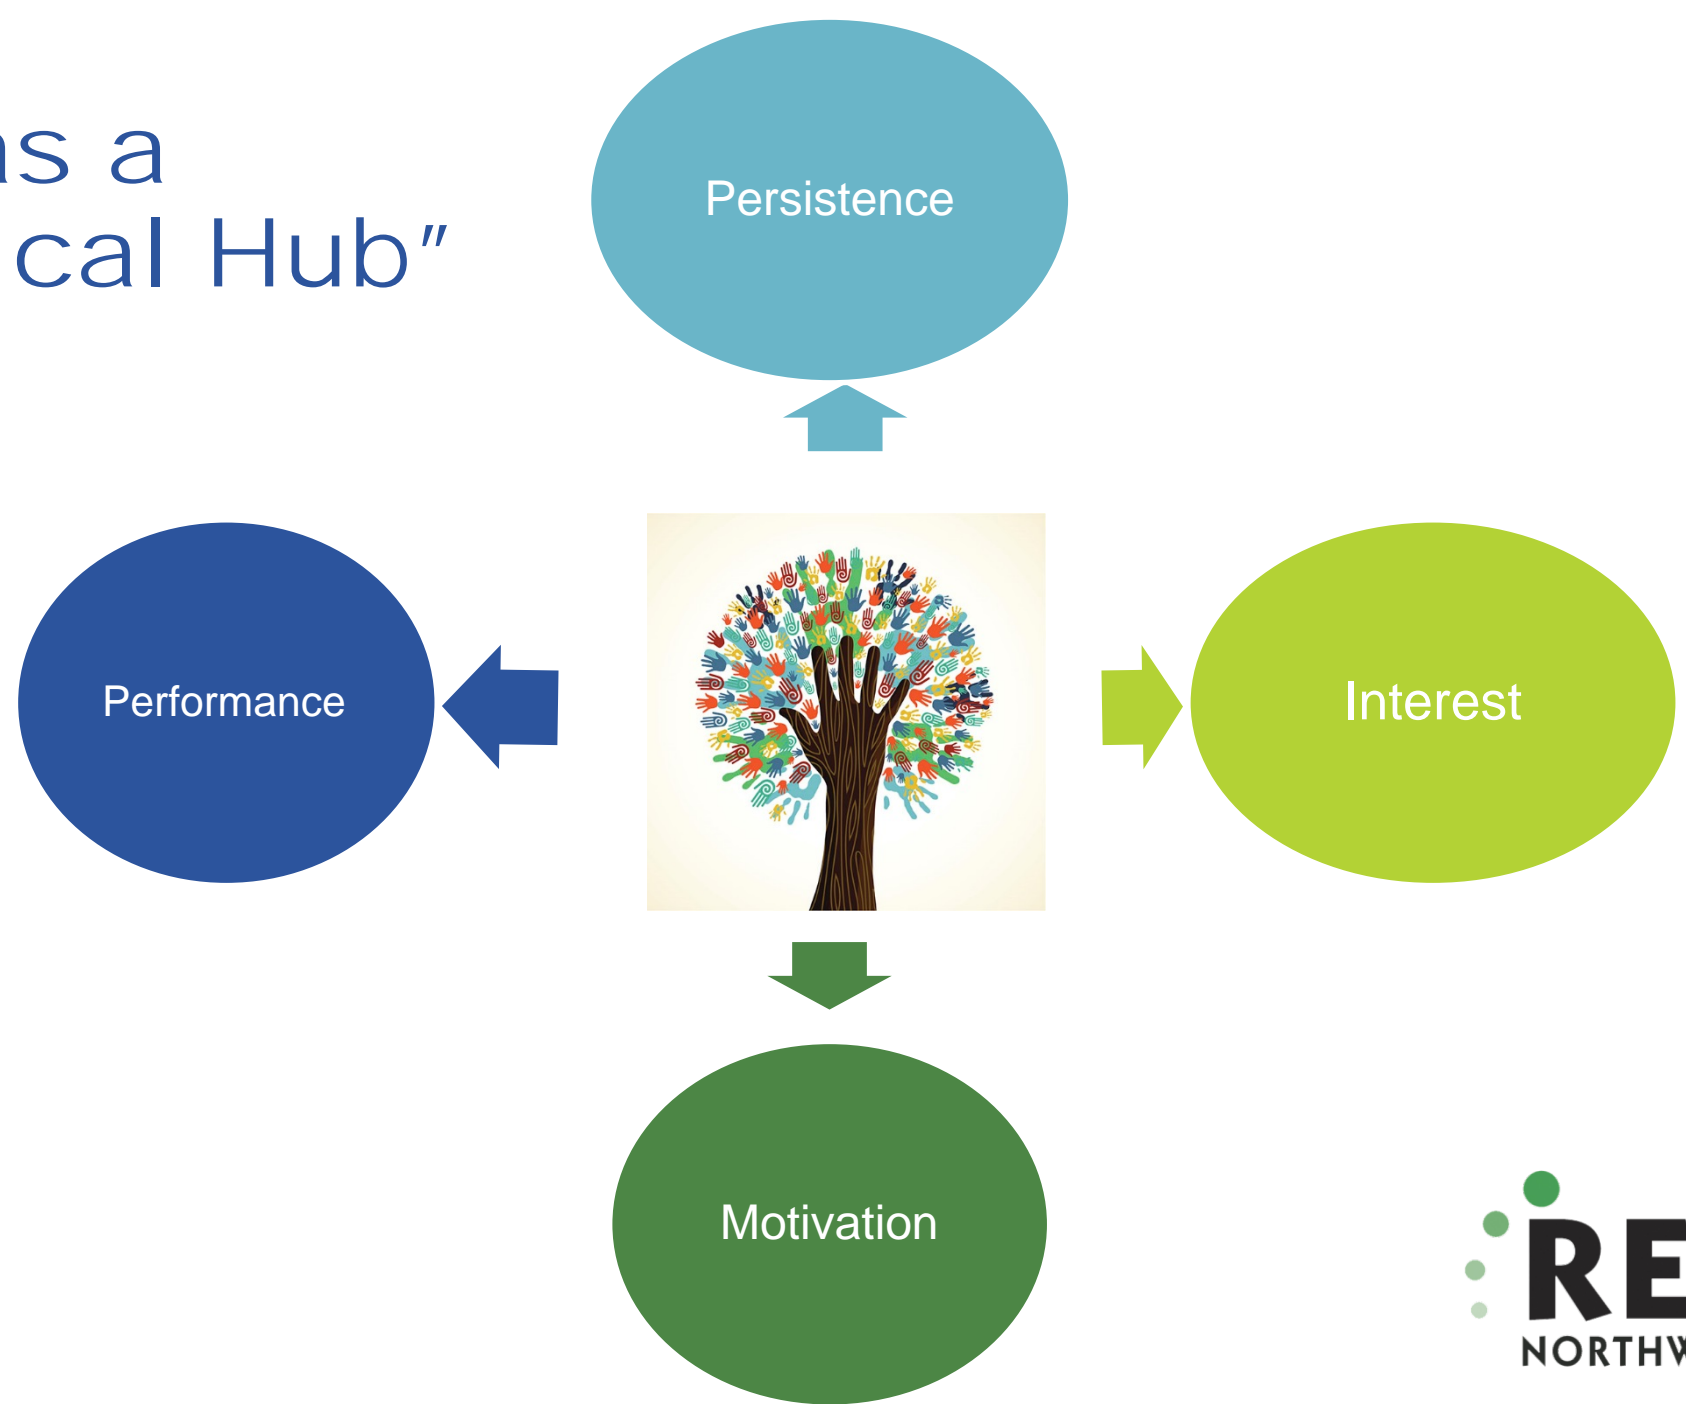 as a
cal Hub"
Persistence
Performance
Interest
Motivation
RE
NORTHW